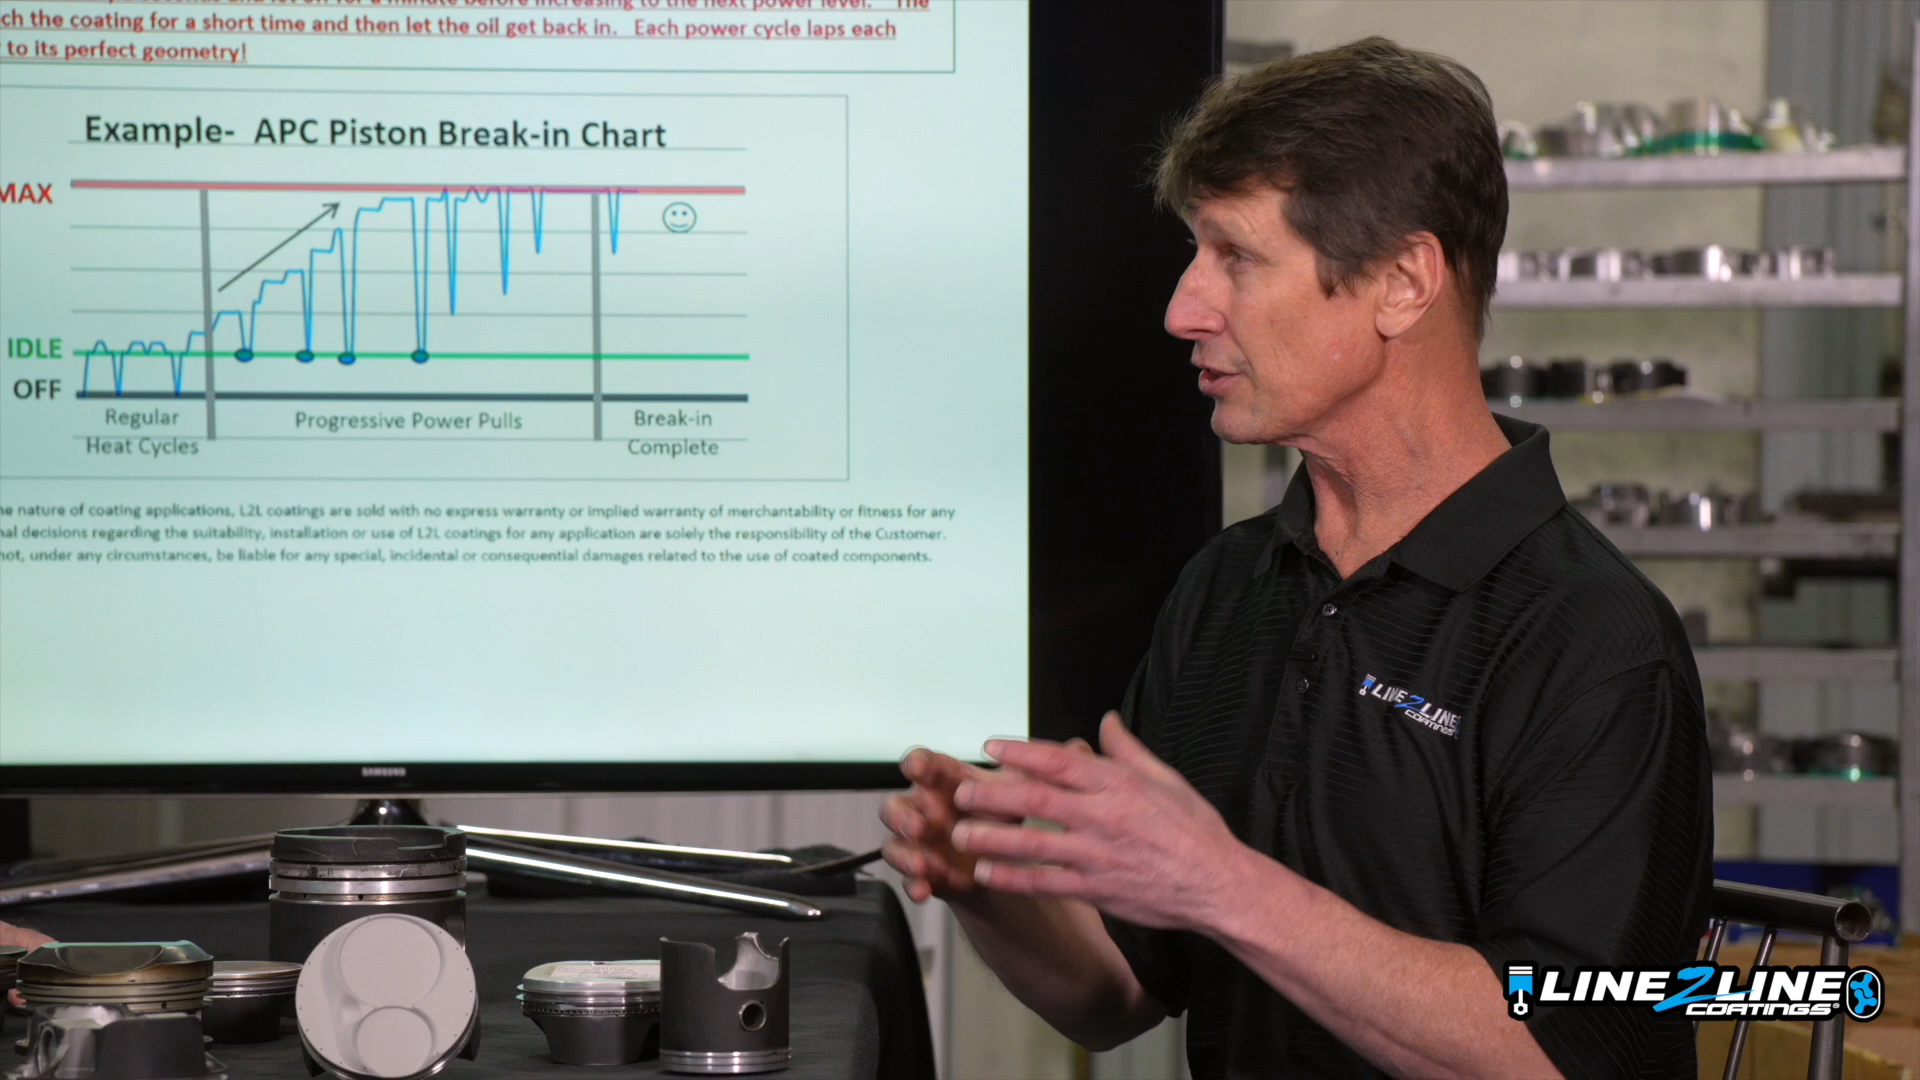 ch the coating for a short time and then let the oil get back in. Each power cycle laps each
to its perfect geometry!
Example- APC Piston Break-in Chart
MAX
IDLE
OFF
Regular
Heat Cycles
Progressive Power Pulls
Break-in
Complete
nature of coating applications, L2L coatings are sold with no express warranty or implied warranty of merchantability or fitness for any
decisions regarding the suitability, installation or use of L2L coatings for any application are solely the responsibility of the Customer.
not, under any circumstances, be liable for any special, incidental or consequential damages related to the use of coated components.
SAMSUNG
LINE2LINE
COATINGS
LINE2LINE
COATINGS®